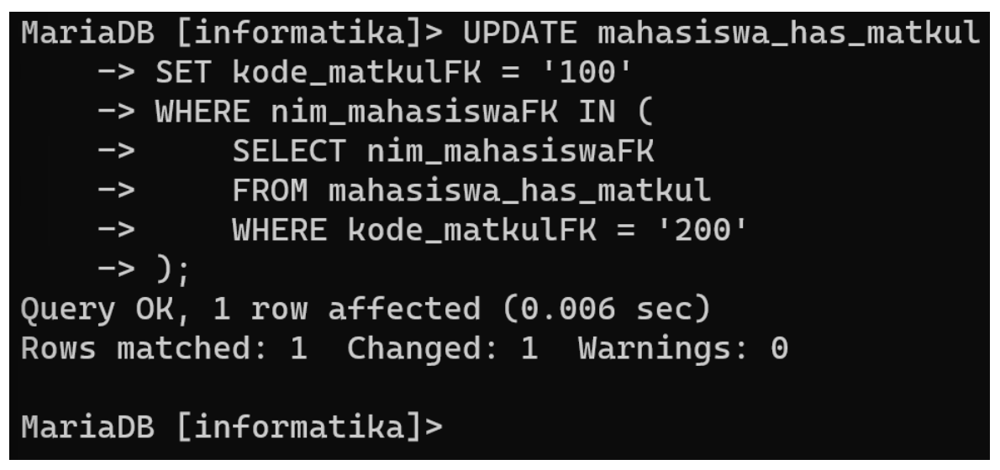 MariaDB [informatika]> UPDATE mahasiswa_has_matkul
    -> SET kode_matkulFK = '100'
    -> WHERE nim_mahasiswaFK IN (
    ->     SELECT nim_mahasiswaFK
    ->     FROM mahasiswa_has_matkul
    ->     WHERE kode_matkulFK = '200'
    -> );
Query OK, 1 row affected (0.006 sec)
Rows matched: 1  Changed: 1  Warnings: 0
MariaDB [informatika]>